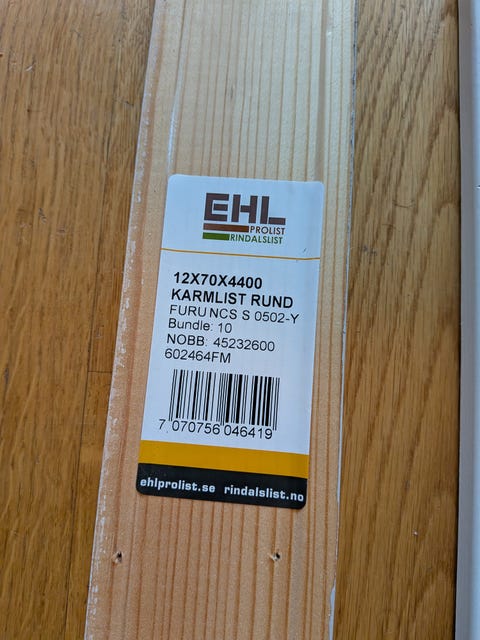 EHL
PROLIST
RINDALSLIST
12X70X4400
KARMLIST RUND
FURU NCS S 0502-Y
Bundle: 10
NOBB: 45232600
602464FM
7 070756 046419
ehlprolist.se rindalslist.no